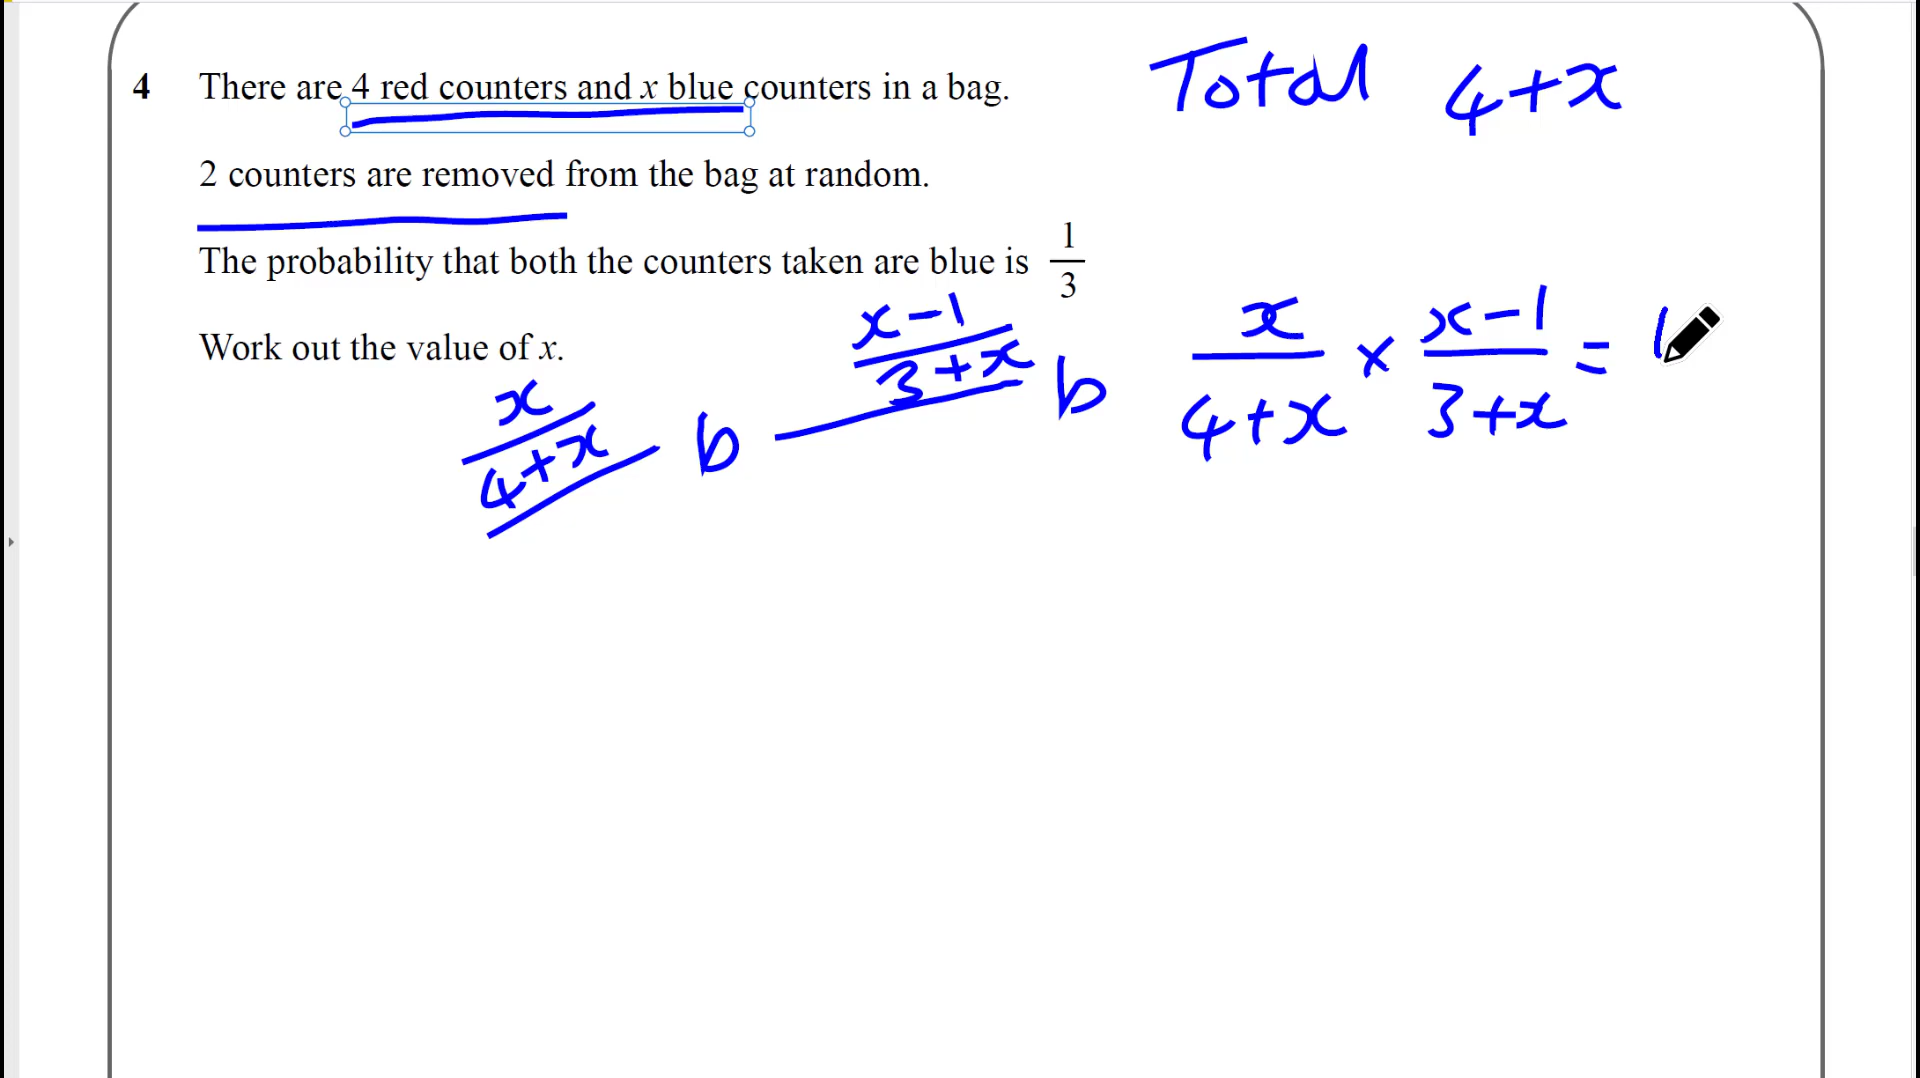 4 There are 4 red counters and x blue counters in a bag.
Total 4+x
2 counters are removed from the bag at random.
The probability that both the counters taken are blue is 1/3
Work out the value of x.
x/4+x b x-1/3+x b
x/4+x × x-1/3+x = 1